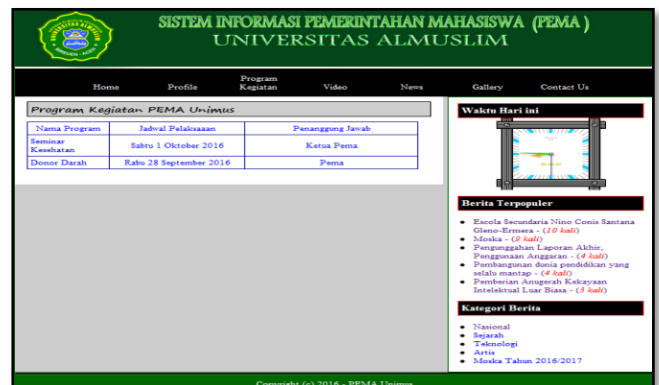 SISTEM INFORMASI PEMERINTAHAN MAHASISWA (PEMA )
UNIVERSITAS ALMUSLIM
Home
Profile
Program
Kegiatan
Video
News
Gallery
Contact Us
Program Kegiatan PEMA Unimus
Nama Program Jadwal Pelaksaaan Penanggung Jawab
Seminar
Kesehatan
Sabtu 1 Oktober 2016 Ketua Pema
Donor Darah Rabu 28 September 2016 Pema
Waktu Hari ini
Berita Terpopuler
Escola Secundaria Nino Conis Santana
Gleno-Ermera - (10 kali)
Moska - (9 kali)
Pengunggahan Laporan Akhir,
Penggunaan Anggaran - (4 kali)
Pembangunan donia pendidikan yang
selalu mantap - (4 kali)
Pemberian Anugerah Kekayaan
Intelektual Luar Biasa - (3 kali)
Kategori Berita
Nasional
Sejarah
Teknologi
Artis
Moska Tahun 2016/2017
Copyright (c) 2016 - PEMA Unimus